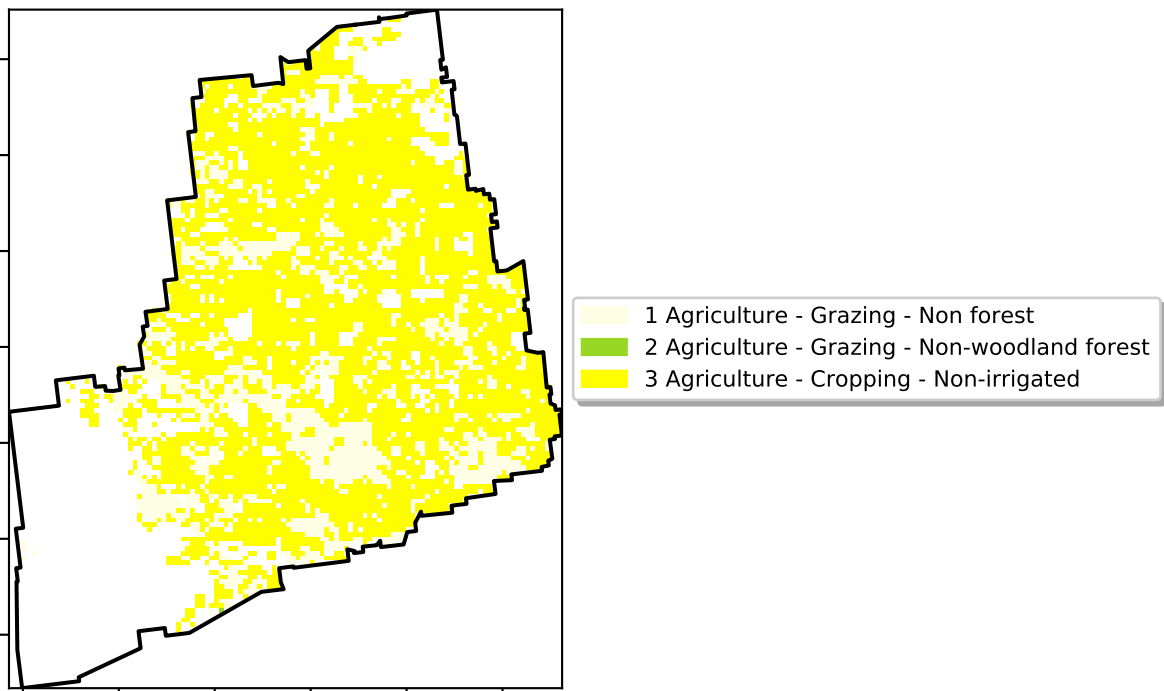 1 Agriculture - Grazing - Non forest
2 Agriculture - Grazing - Non-woodland forest
3 Agriculture - Cropping - Non-irrigated